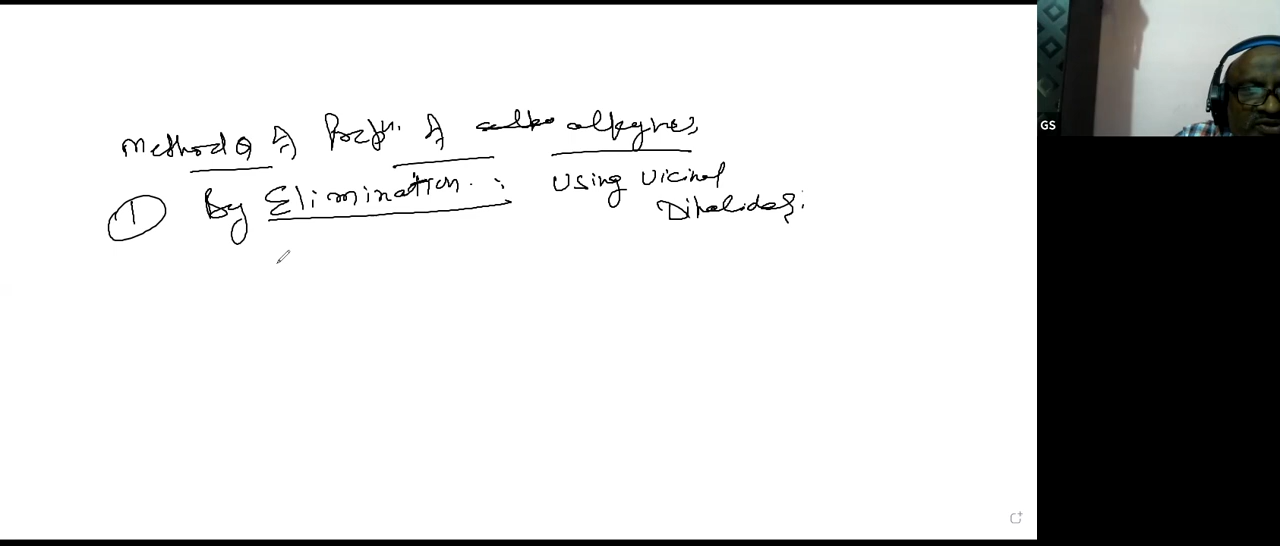 Methods of Prepn. of alkynes
① By Elimination : Using Vicinal
Dihalides:
GS